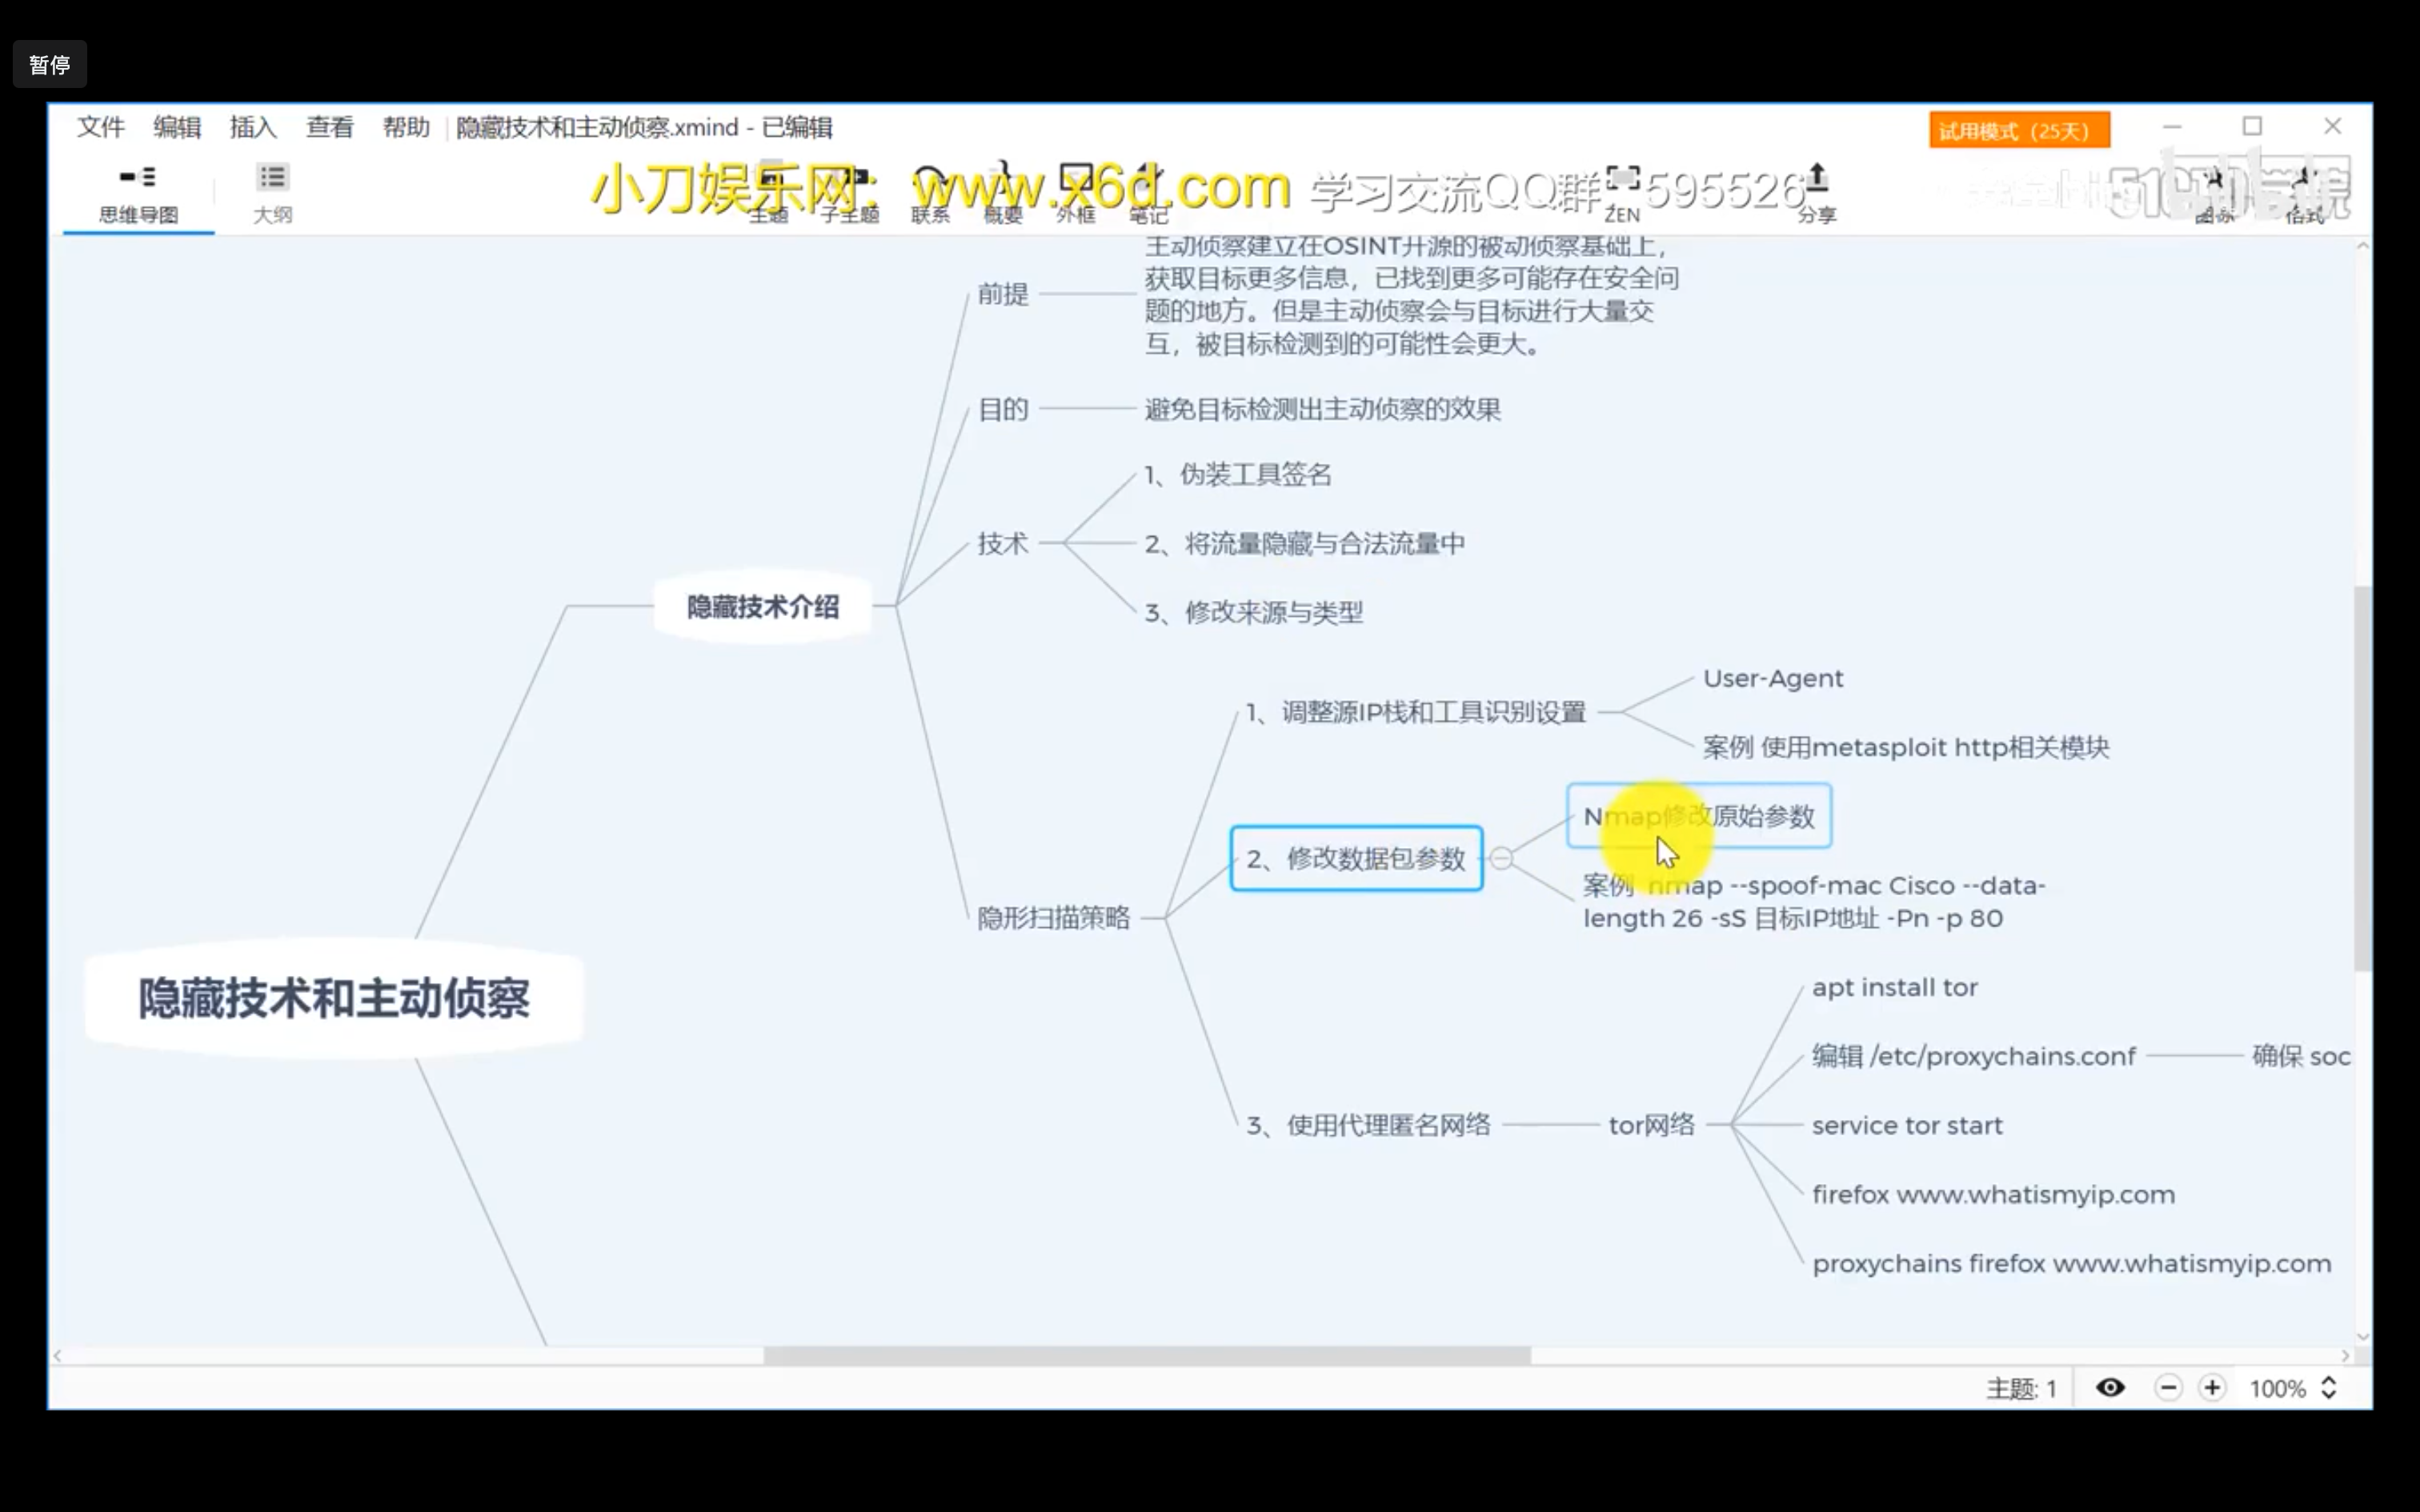 暂停
文件 编辑 插入 查看 帮助 隐藏技术和主动侦察.xmind - 已编辑
试用模式（25天）
小刀娱乐网：www.x6d.com 学习交流QQ群：595526
思维导图 大纲 主题 子主题 联系 概要 外框 笔记 ZEN 分享 图标 格式
主动侦察建立在OSINT开源的被动侦察基础上，
获取目标更多信息，已找到更多可能存在安全问
题的地方。但是主动侦察会与目标进行大量交
互，被目标检测到的可能性会更大。
前提
目的
避免目标检测出主动侦察的效果
1、伪装工具签名
技术
2、将流量隐藏与合法流量中
3、修改来源与类型
隐藏技术介绍
User-Agent
1、调整源IP栈和工具识别设置
案例 使用metasploit http相关模块
Nmap修改原始参数
2、修改数据包参数
案例 nmap --spoof-mac Cisco --data-
length 26 -sS 目标IP地址 -Pn -p 80
隐形扫描策略
隐藏技术和主动侦察
apt install tor
编辑 /etc/proxychains.conf
确保 soc
3、使用代理匿名网络
tor网络
service tor start
firefox www.whatismyip.com
proxychains firefox www.whatismyip.com
主题: 1
100%